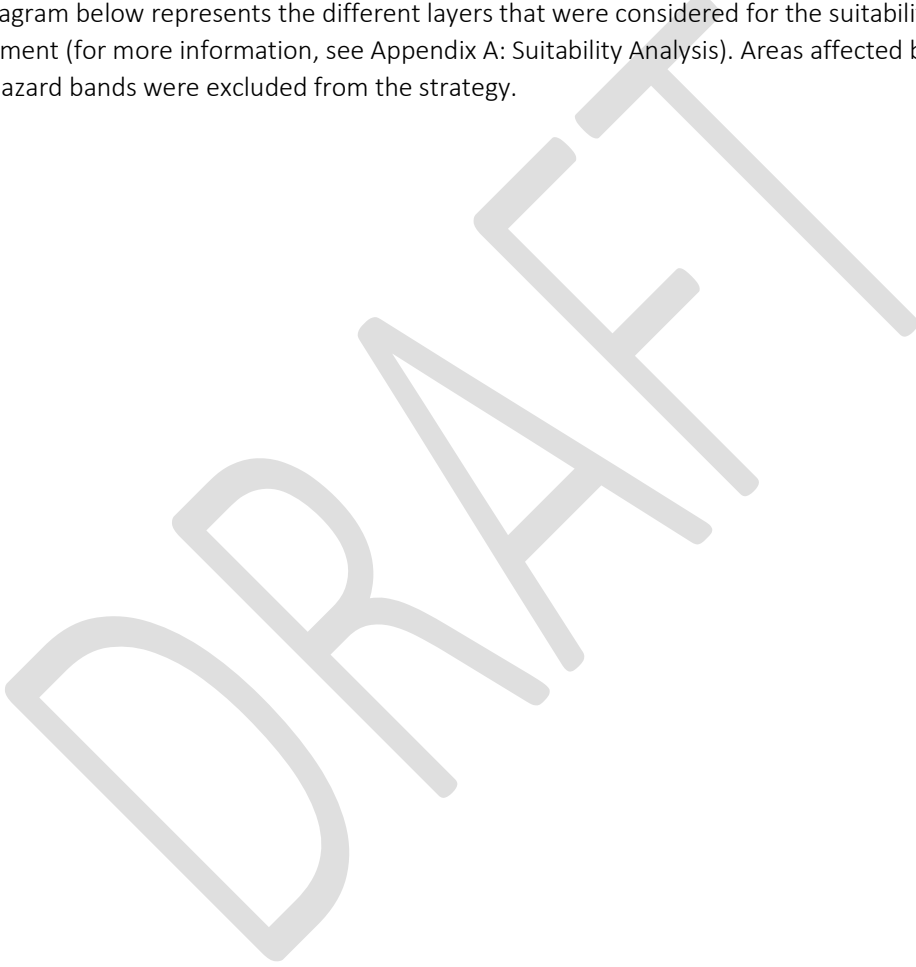 agram below represents the different layers that were considered for the suitabili
ment (for more information, see Appendix A: Suitability Analysis). Areas affected b
azard bands were excluded from the strategy.
DRAFT